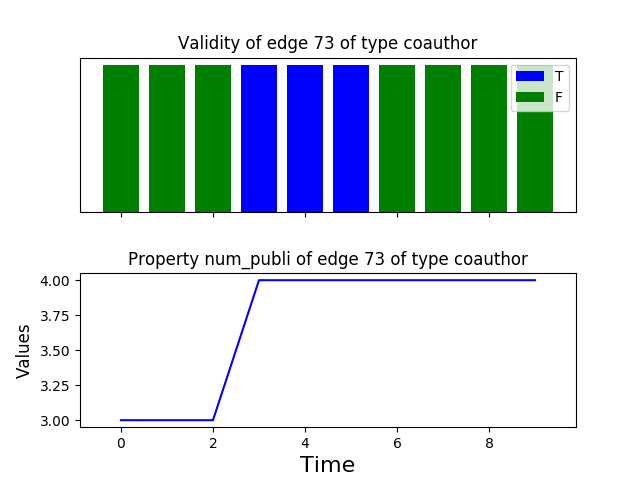 Validity of edge 73 of type coauthor
T
F
Property num_publi of edge 73 of type coauthor
4.00
3.75
3.50
3.25
3.00
Values
0 2 4 6 8
Time